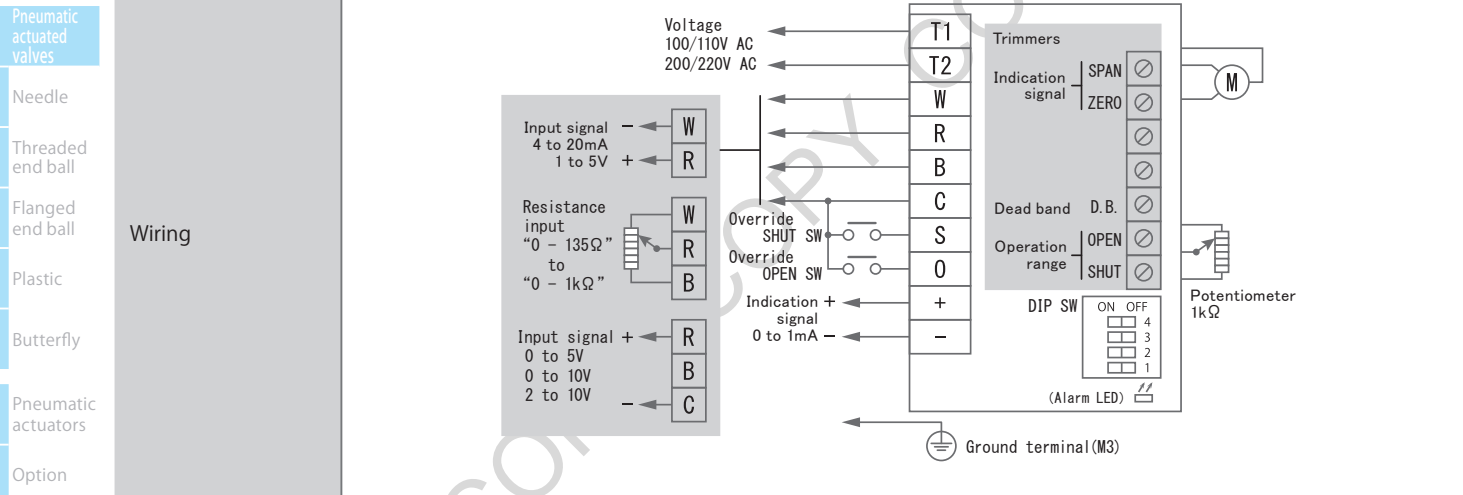 Pneumatic
actuated
valves
Needle
Threaded
end ball
Flanged
end ball
Plastic
Butterfly
Pneumatic
actuators
Option
Wiring
Input signal −
4 to 20mA
1 to 5V +
W
R
Resistance
input
“0 − 135Ω”
to
“0 − 1kΩ”
W
R
B
Input signal +
0 to 5V
0 to 10V
2 to 10V
−
R
B
C
Voltage
100/110V AC
200/220V AC
Override
SHUT SW
Override
OPEN SW
Indication +
signal
0 to 1mA −
T1
T2
W
R
B
C
S
O
+
−
Trimmers
Indication
signal
SPAN
ZERO
Dead band D.B.
Operation
range
OPEN
SHUT
DIP SW
ON OFF
4
3
2
1
(Alarm LED)
M
Potentiometer
1kΩ
Ground terminal(M3)
COPY